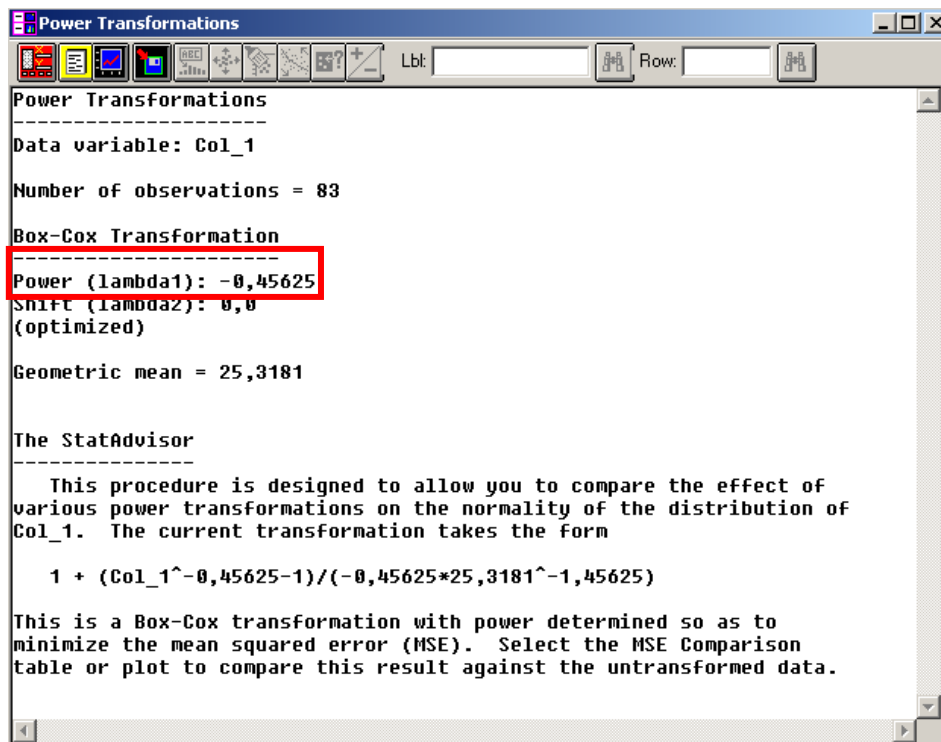 Power Transformations
Lbl: Row:
Power Transformations
----------------------
Data variable: Col_1
Number of observations = 83
Box-Cox Transformation
-----------------------
Power (lambda1): -0,45625
Shift (lambda2): 0,0
(optimized)
Geometric mean = 25,3181
The StatAdvisor
----------------
This procedure is designed to allow you to compare the effect of
various power transformations on the normality of the distribution of
Col_1. The current transformation takes the form
1 + (Col_1^-0,45625-1)/(-0,45625*25,3181^-1,45625)
This is a Box-Cox transformation with power determined so as to
minimize the mean squared error (MSE). Select the MSE Comparison
table or plot to compare this result against the untransformed data.